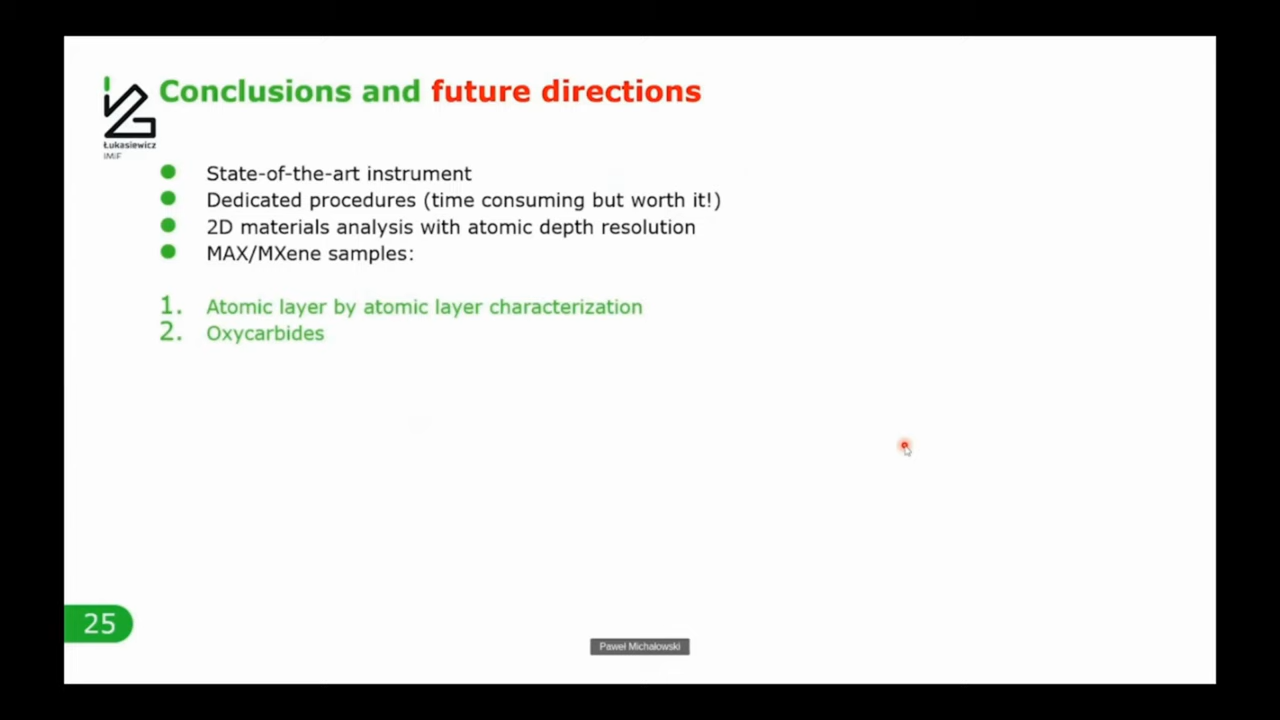 Conclusions and future directions
Łukasiewicz
IMiF
State-of-the-art instrument
Dedicated procedures (time consuming but worth it!)
2D materials analysis with atomic depth resolution
MAX/MXene samples:
1. Atomic layer by atomic layer characterization
2. Oxycarbides
25
Paweł Michałowski